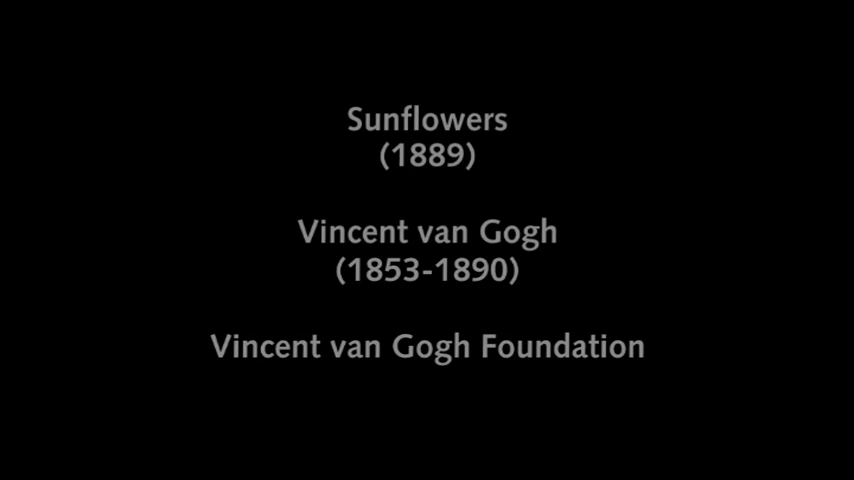 Sunflowers
(1889)
Vincent van Gogh
(1853-1890)
Vincent van Gogh Foundation